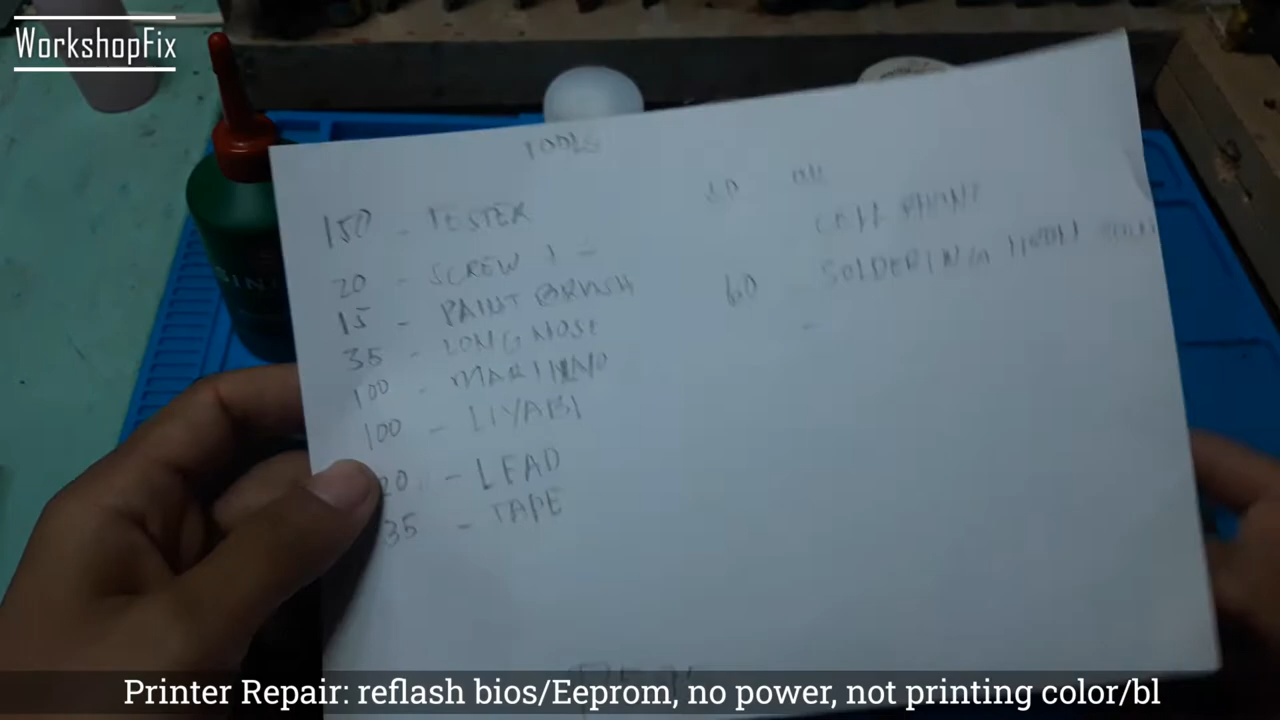 WorkshopFix
TOOLS
150 - TESTER
20 - SCREW + -
15 - PAINT BRUSH
35 - LONG NOSE
100 -
100 - LIYABI
20 - LEAD
35 - TAPE
CELL PHONE
60 SOLDERING
-
Printer Repair: reflash bios/Eeprom, no power, not printing color/bl